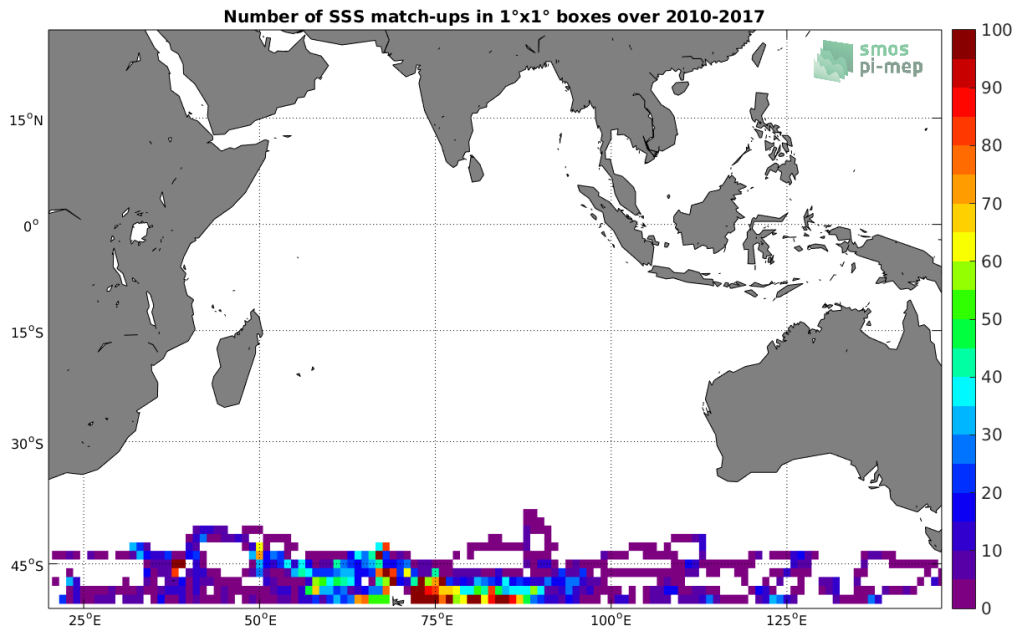 Number of SSS match-ups in 1°x1° boxes over 2010-2017
smos
pi-mep
100
90
80
70
60
50
40
30
20
10
0
15°N
0°
15°S
30°S
45°S
25°E
50°E
75°E
100°E
125°E